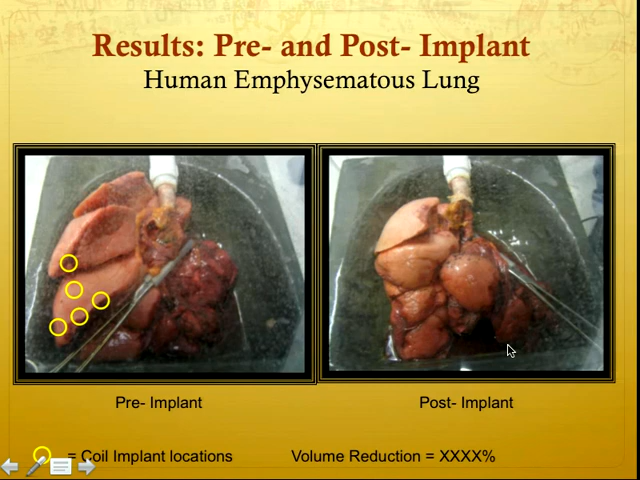 Results: Pre- and Post- Implant
Human Emphysematous Lung
Pre- Implant
Post- Implant
= Coil Implant locations
Volume Reduction = XXXX%